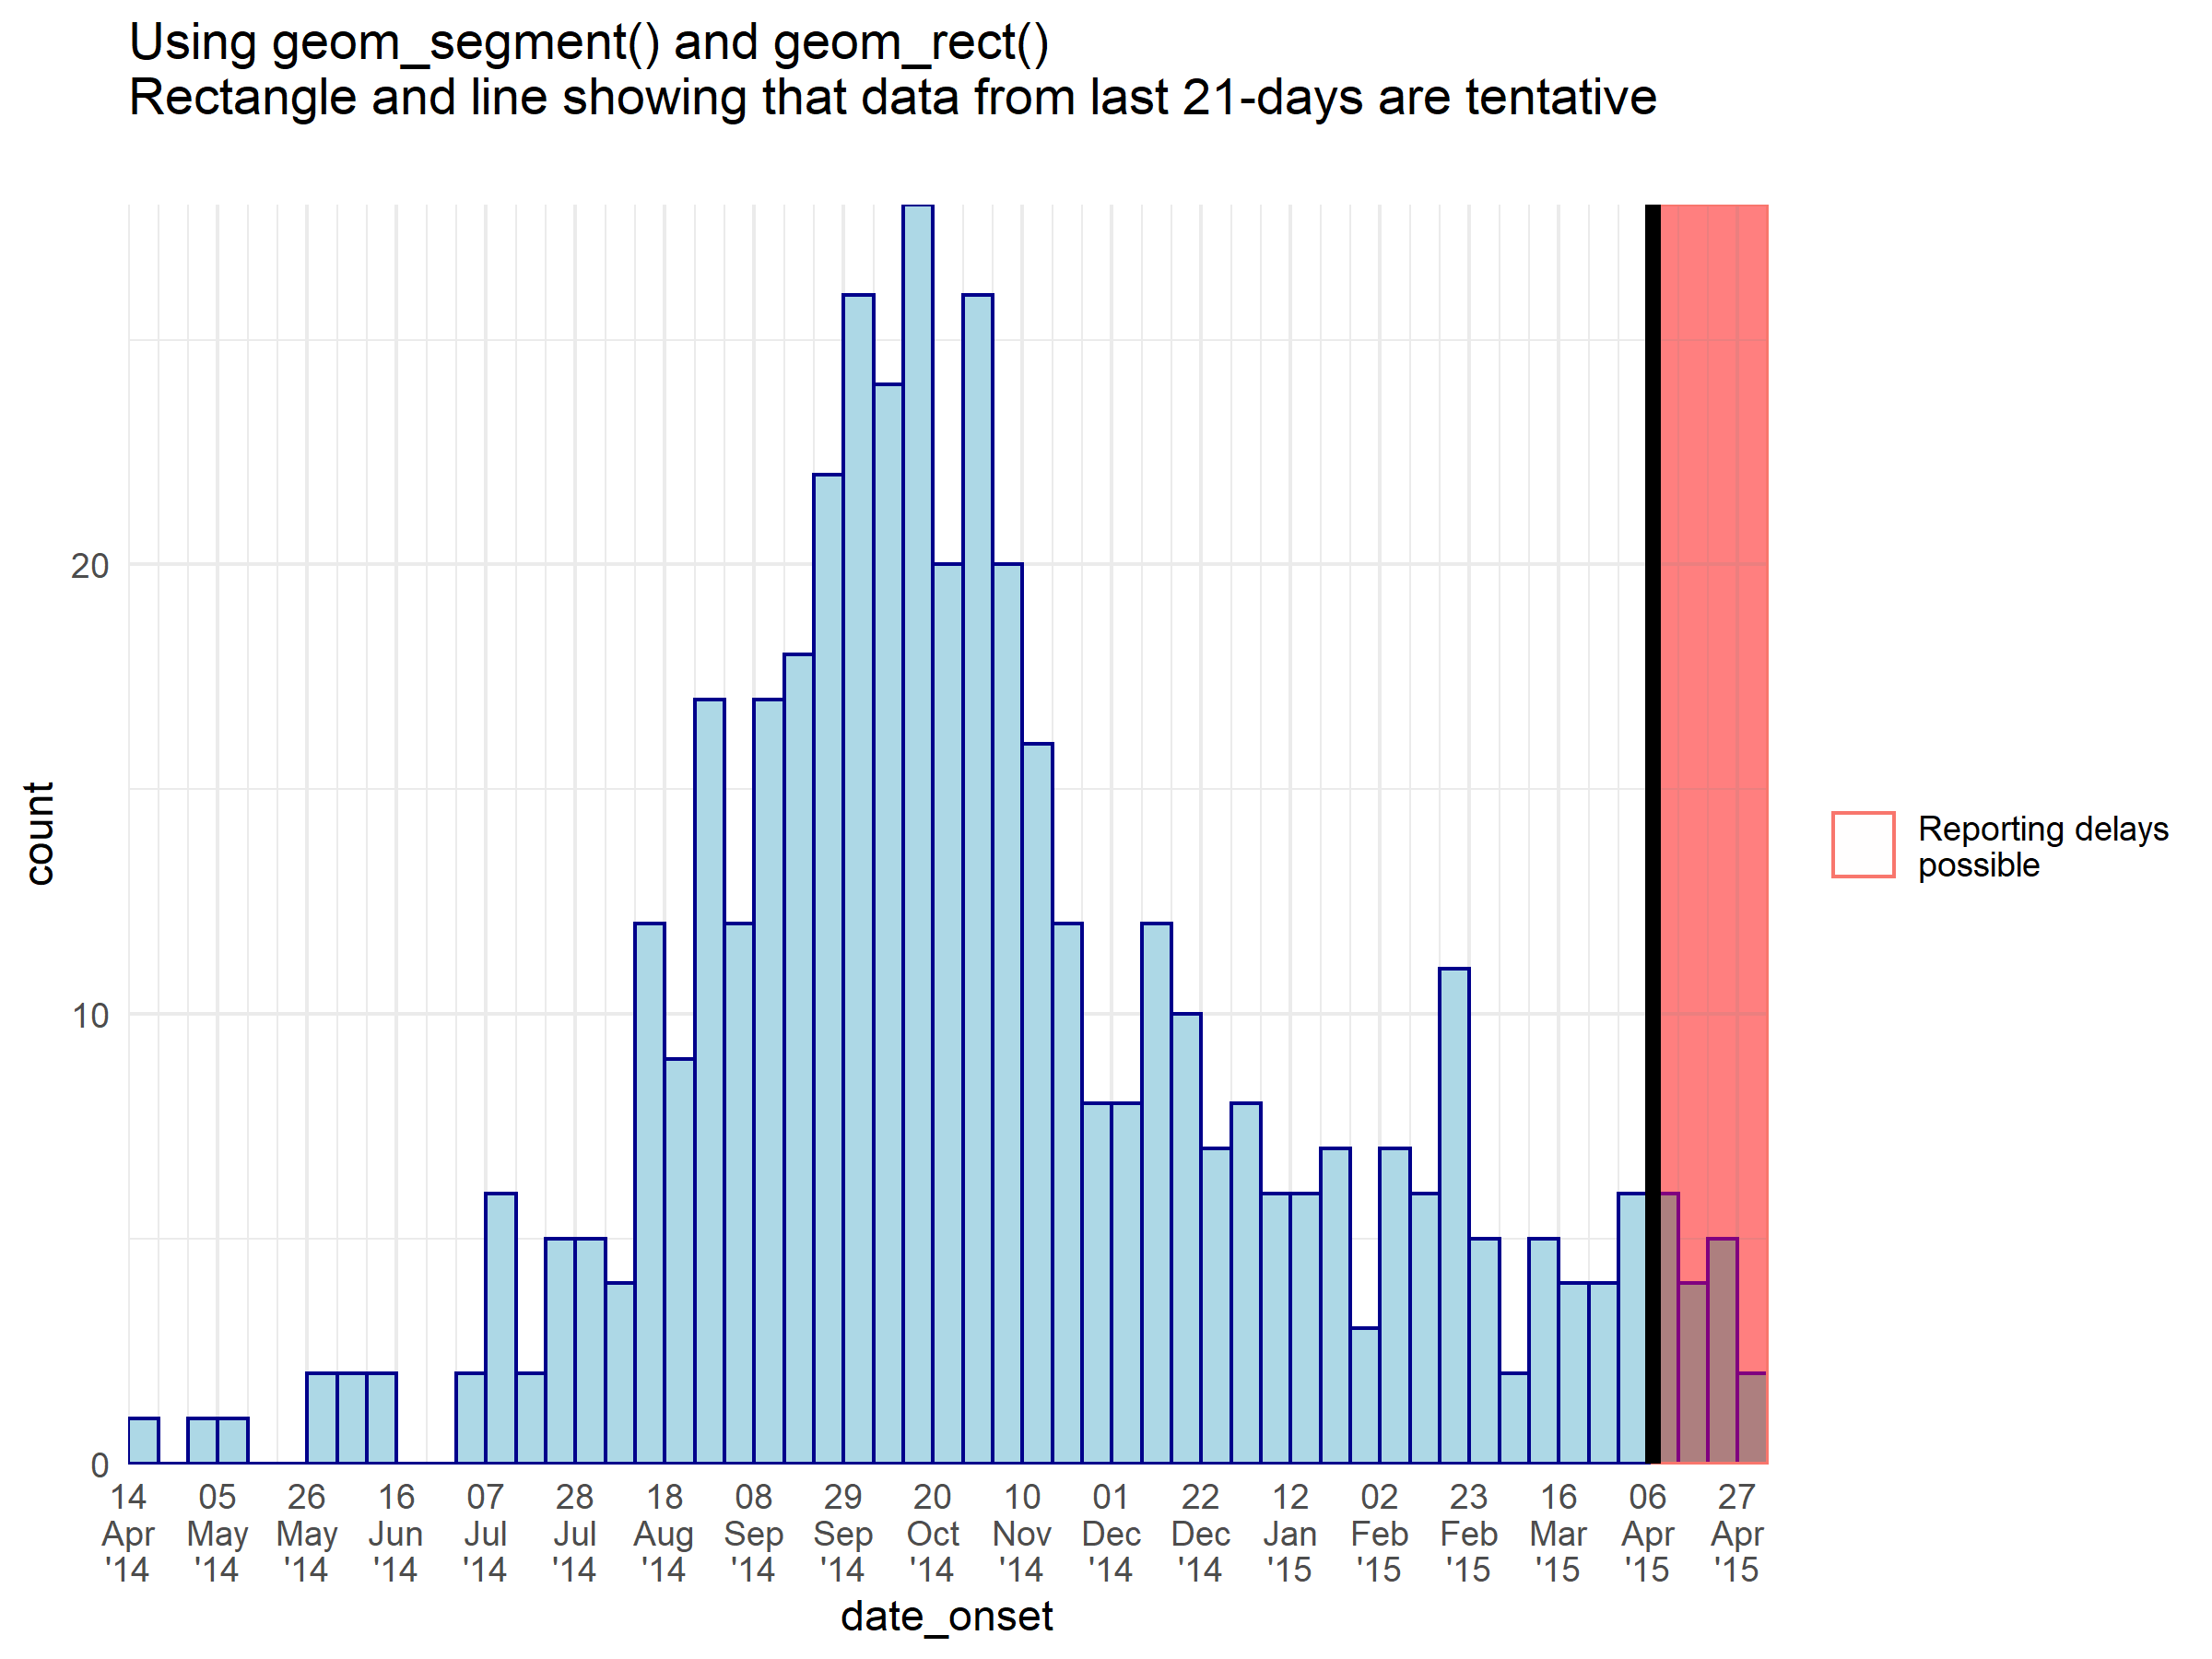 Using geom_segment() and geom_rect()
Rectangle and line showing that data from last 21-days are tentative
count
20
10
0
14 05 26 16 07 28 18 08 29 20 10 01 22 12 02 23 16 06 27
Apr May May Jun Jul Jul Aug Sep Sep Oct Nov Dec Dec Jan Feb Feb Mar Apr Apr
'14 '14 '14 '14 '14 '14 '14 '14 '14 '14 '14 '14 '14 '15 '15 '15 '15 '15 '15
date_onset
Reporting delays
possible